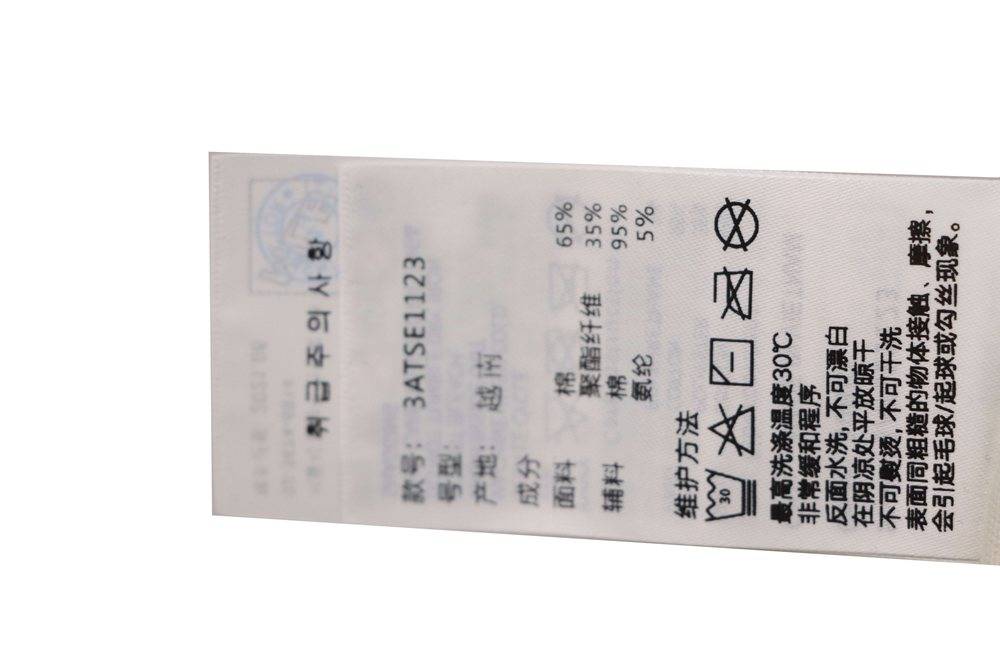 취급주의사항
款号: 3ATSE1123
号型:
产地: 越南
成分
面料 棉 65%
聚酯纤维 35%
辅料 棉 95%
氨纶 5%
维护方法
30
最高洗涤温度30℃
非常缓和程序
反面水洗, 不可漂白
在阴凉处平放晾干
不可熨烫, 不可干洗
表面同粗糙的物体接触、摩擦,
会引起毛球/起球或勾丝现象。